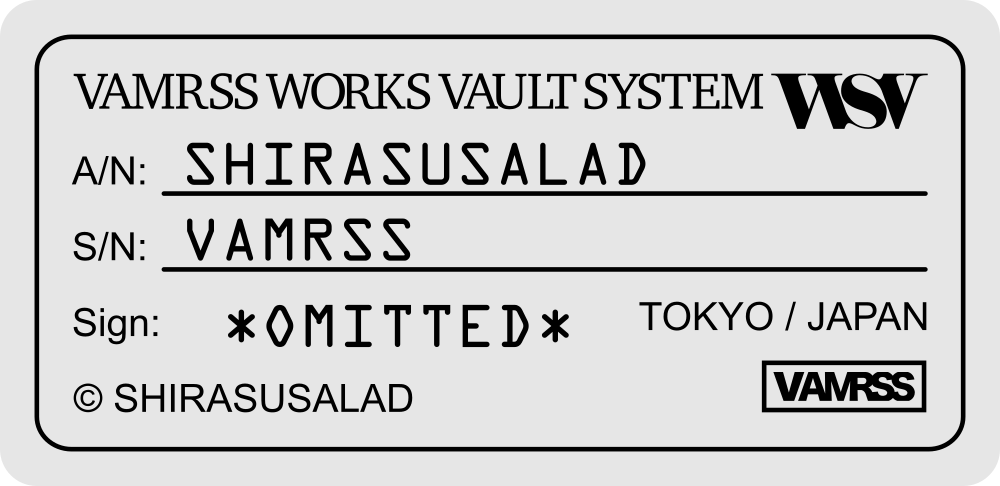 VAMRSS WORKS VAULT SYSTEM WSV
A/N: SHIRASUSALAD
S/N: VAMRSS
Sign: *OMITTED* TOKYO / JAPAN
© SHIRASUSALAD VAMRSS